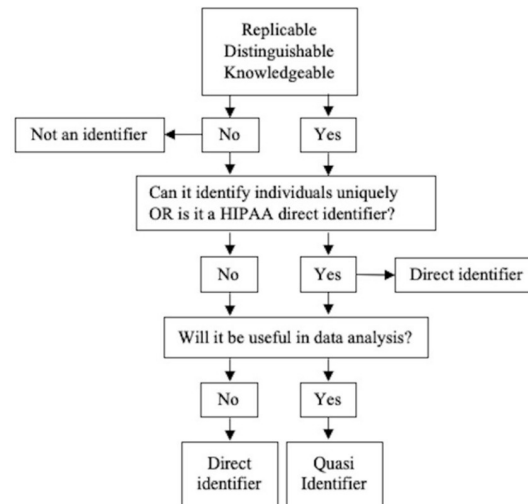 Replicable
Distinguishable
Knowledgeable
Not an identifier
No
Yes
Can it identify individuals uniquely
OR is it a HIPAA direct identifier?
No
Yes
Direct identifier
Will it be useful in data analysis?
No
Yes
Direct
identifier
Quasi
Identifier